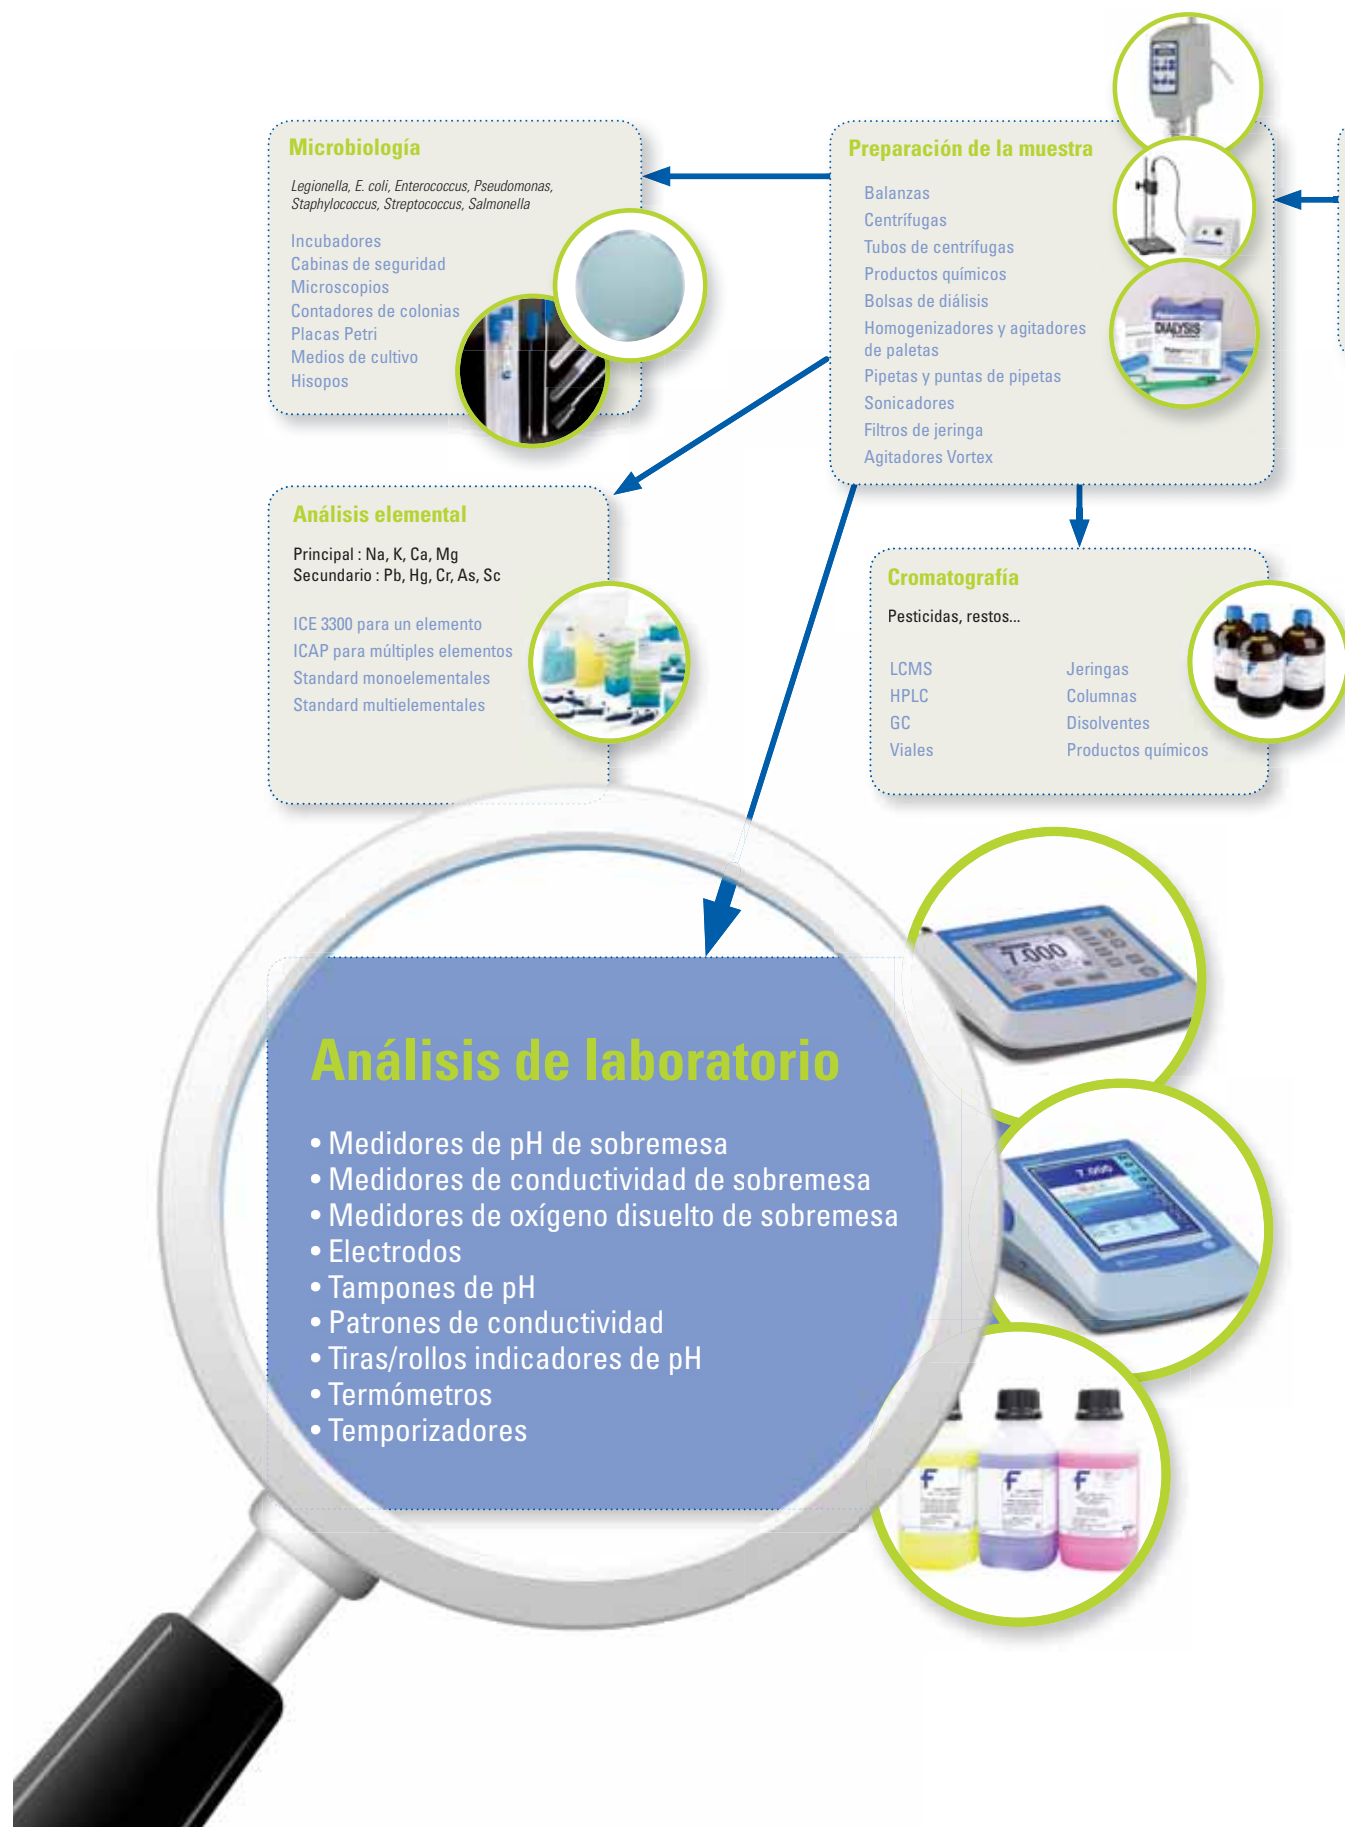 Microbiología
Legionella, E. coli, Enterococcus, Pseudomonas,
Staphylococcus, Streptococcus, Salmonella
Incubadores
Cabinas de seguridad
Microscopios
Contadores de colonias
Placas Petri
Medios de cultivo
Hisopos
Preparación de la muestra
Balanzas
Centrífugas
Tubos de centrífugas
Productos químicos
Bolsas de diálisis
Homogenizadores y agitadores
de paletas
Pipetas y puntas de pipetas
Sonicadores
Filtros de jeringa
Agitadores Vortex
DIALYSIS
Análisis elemental
Principal : Na, K, Ca, Mg
Secundario : Pb, Hg, Cr, As, Sc
ICE 3300 para un elemento
ICAP para múltiples elementos
Standard monoelementales
Standard multielementales
Cromatografía
Pesticidas, restos...
LCMS
HPLC
GC
Viales
Jeringas
Columnas
Disolventes
Productos químicos
7.000
7.000
Análisis de laboratorio
• Medidores de pH de sobremesa
• Medidores de conductividad de sobremesa
• Medidores de oxígeno disuelto de sobremesa
• Electrodos
• Tampones de pH
• Patrones de conductividad
• Tiras/rollos indicadores de pH
• Termómetros
• Temporizadores